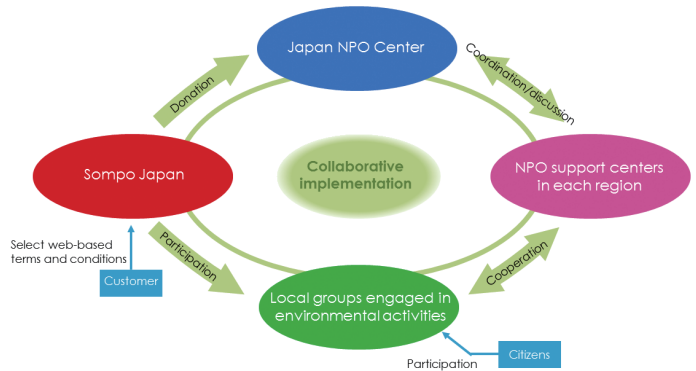 Japan NPO Center
Donation
Coordination/discussion
Sompo Japan
Collaborative
implementation
NPO support centers
in each region
Select web-based
terms and conditions
Customer
Participation
Cooperation
Local groups engaged in
environmental activities
Participation
Citizens